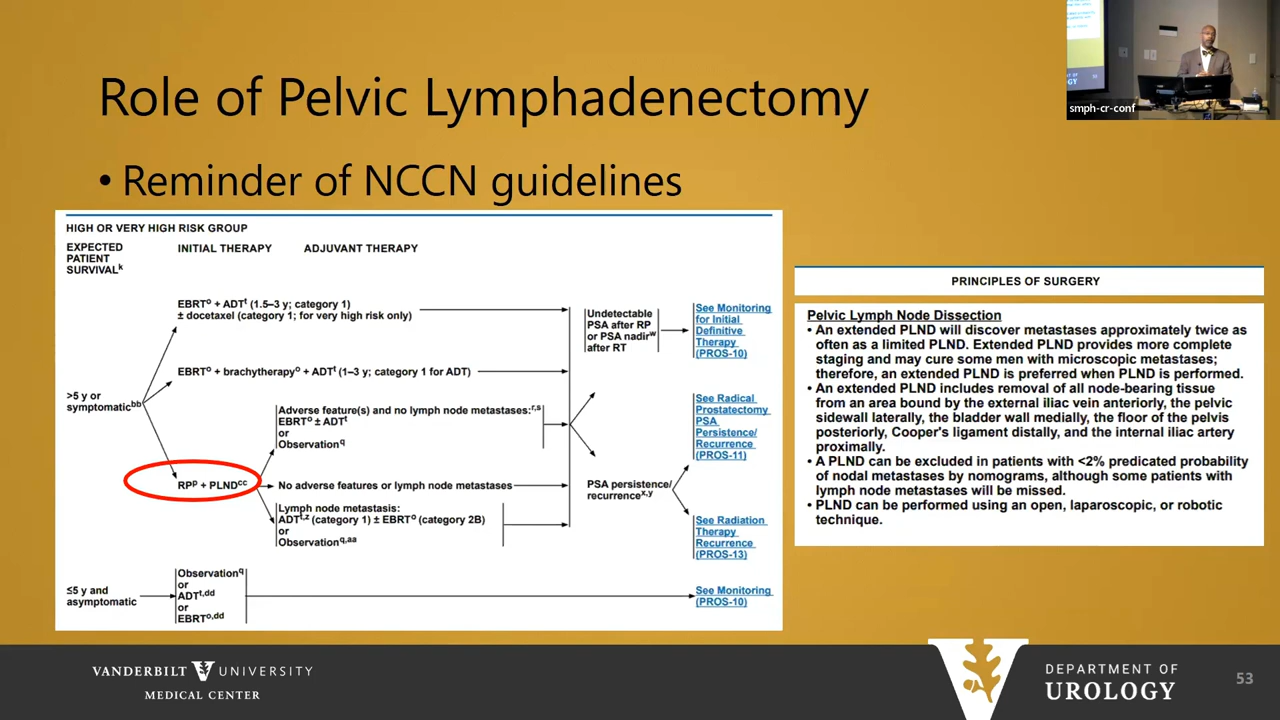 Role of Pelvic Lymphadenectomy
• Reminder of NCCN guidelines
HIGH OR VERY HIGH RISK GROUP
EXPECTED
PATIENT
SURVIVALᵏ
INITIAL THERAPY
ADJUVANT THERAPY
EBRTᵒ + ADTᵗ (1.5–3 y; category 1)
± docetaxel (category 1; for very high risk only)
Undetectable
PSA after RP
or PSA nadirʷ
after RT
See Monitoring
for Initial
Definitive
Therapy
(PROS-10)
EBRTᵒ + brachytherapyᵒ + ADTᵗ (1–3 y; category 1 for ADT)
>5 y or
symptomaticᵇᵇ
Adverse feature(s) and no lymph node metastases:ʳ,ˢ
EBRTᵒ ± ADTᵗ
or
Observation^q
See Radical
Prostatectomy
PSA
Persistence/
Recurrence
(PROS-11)
RPᵖ + PLNDᶜᶜ
No adverse features or lymph node metastases
PSA persistence/
recurrenceˣ,ʸ
Lymph node metastasis:
ADTᵗ,ᶻ (category 1) ± EBRTᵒ (category 2B)
or
Observation^q,aa
See Radiation
Therapy
Recurrence
(PROS-13)
≤5 y and
asymptomatic
Observation^q
or
ADTᵗ,ᵈᵈ
or
EBRTᵒ,ᵈᵈ
See Monitoring
(PROS-10)
PRINCIPLES OF SURGERY
Pelvic Lymph Node Dissection
• An extended PLND will discover metastases approximately twice as
often as a limited PLND. Extended PLND provides more complete
staging and may cure some men with microscopic metastases;
therefore, an extended PLND is preferred when PLND is performed.
• An extended PLND includes removal of all node-bearing tissue
from an area bound by the external iliac vein anteriorly, the pelvic
sidewall laterally, the bladder wall medially, the floor of the pelvis
posteriorly, Cooper's ligament distally, and the internal iliac artery
proximally.
• A PLND can be excluded in patients with <2% predicated probability
of nodal metastases by nomograms, although some patients with
lymph node metastases will be missed.
• PLND can be performed using an open, laparoscopic, or robotic
technique.
smph-cr-conf
VANDERBILT UNIVERSITY
MEDICAL CENTER
DEPARTMENT OF
UROLOGY
53